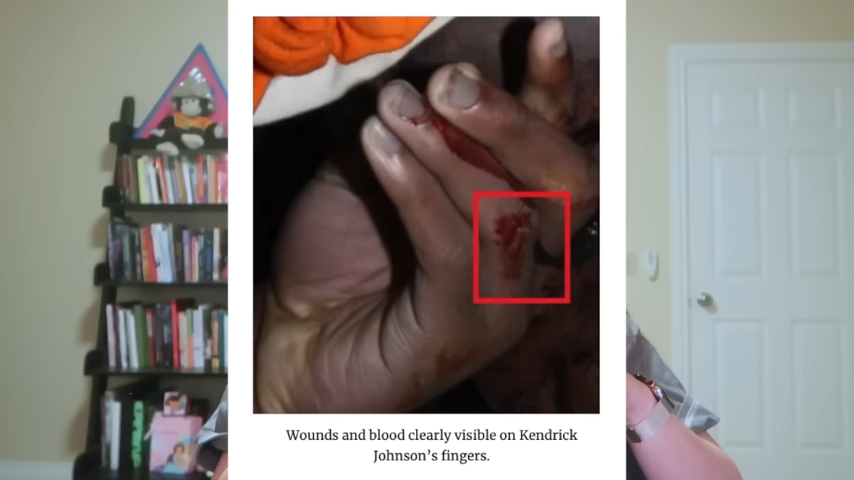 Wounds and blood clearly visible on Kendrick
Johnson's fingers.